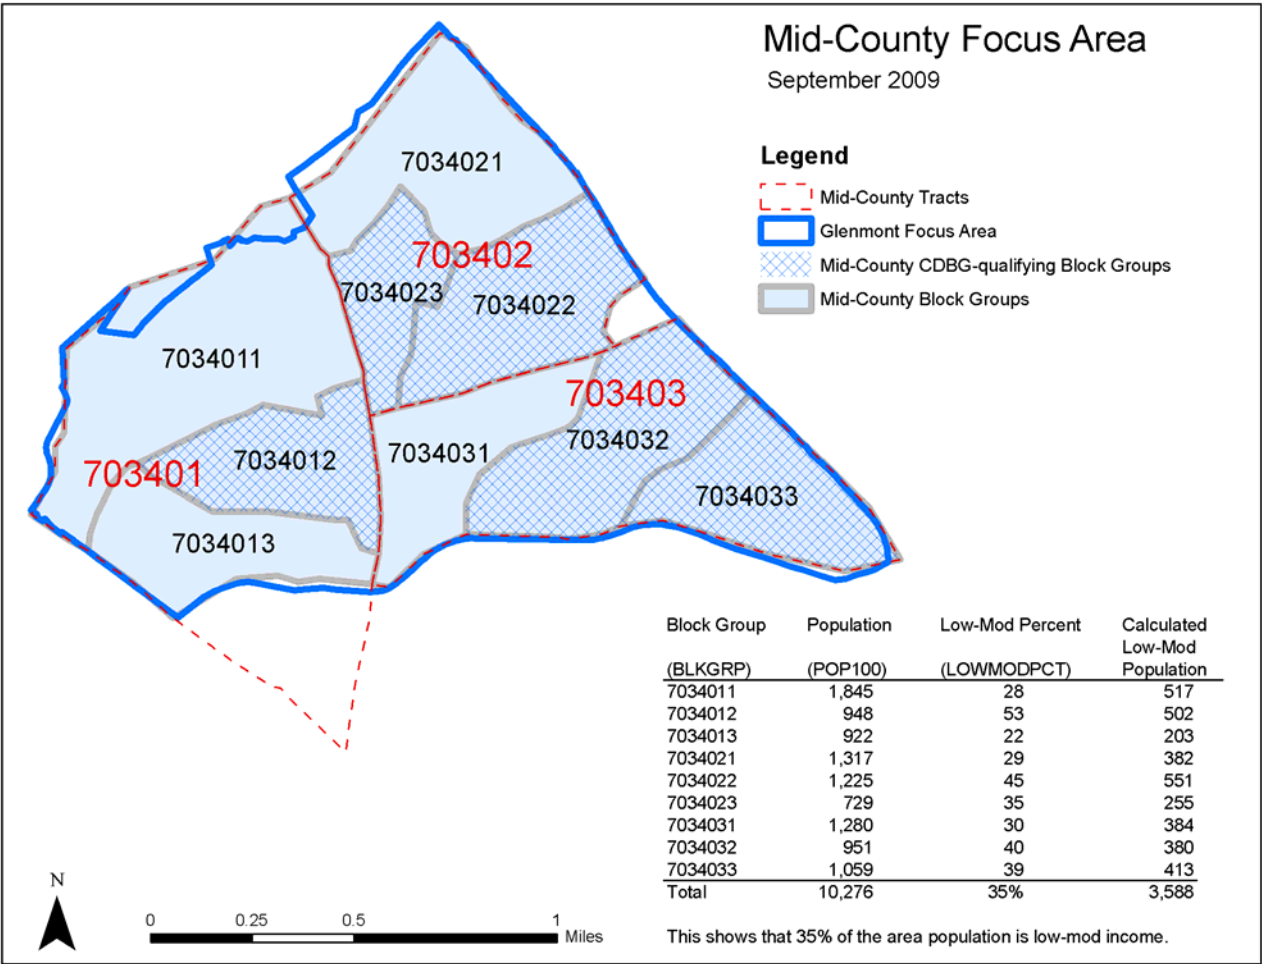 Mid-County Focus Area
September 2009
Legend
Mid-County Tracts
Glenmont Focus Area
Mid-County CDBG-qualifying Block Groups
Mid-County Block Groups
7034021
703402
7034023
7034022
7034011
703403
7034032
7034031
7034012
703401
7034033
7034013
Block Group Population Low-Mod Percent Calculated
Low-Mod
(BLKGRP) (POP100) (LOWMODPCT) Population
7034011 1,845 28 517
7034012 948 53 502
7034013 922 22 203
7034021 1,317 29 382
7034022 1,225 45 551
7034023 729 35 255
7034031 1,280 30 384
7034032 951 40 380
7034033 1,059 39 413
Total 10,276 35% 3,588
This shows that 35% of the area population is low-mod income.
N
0 0.25 0.5 1
Miles